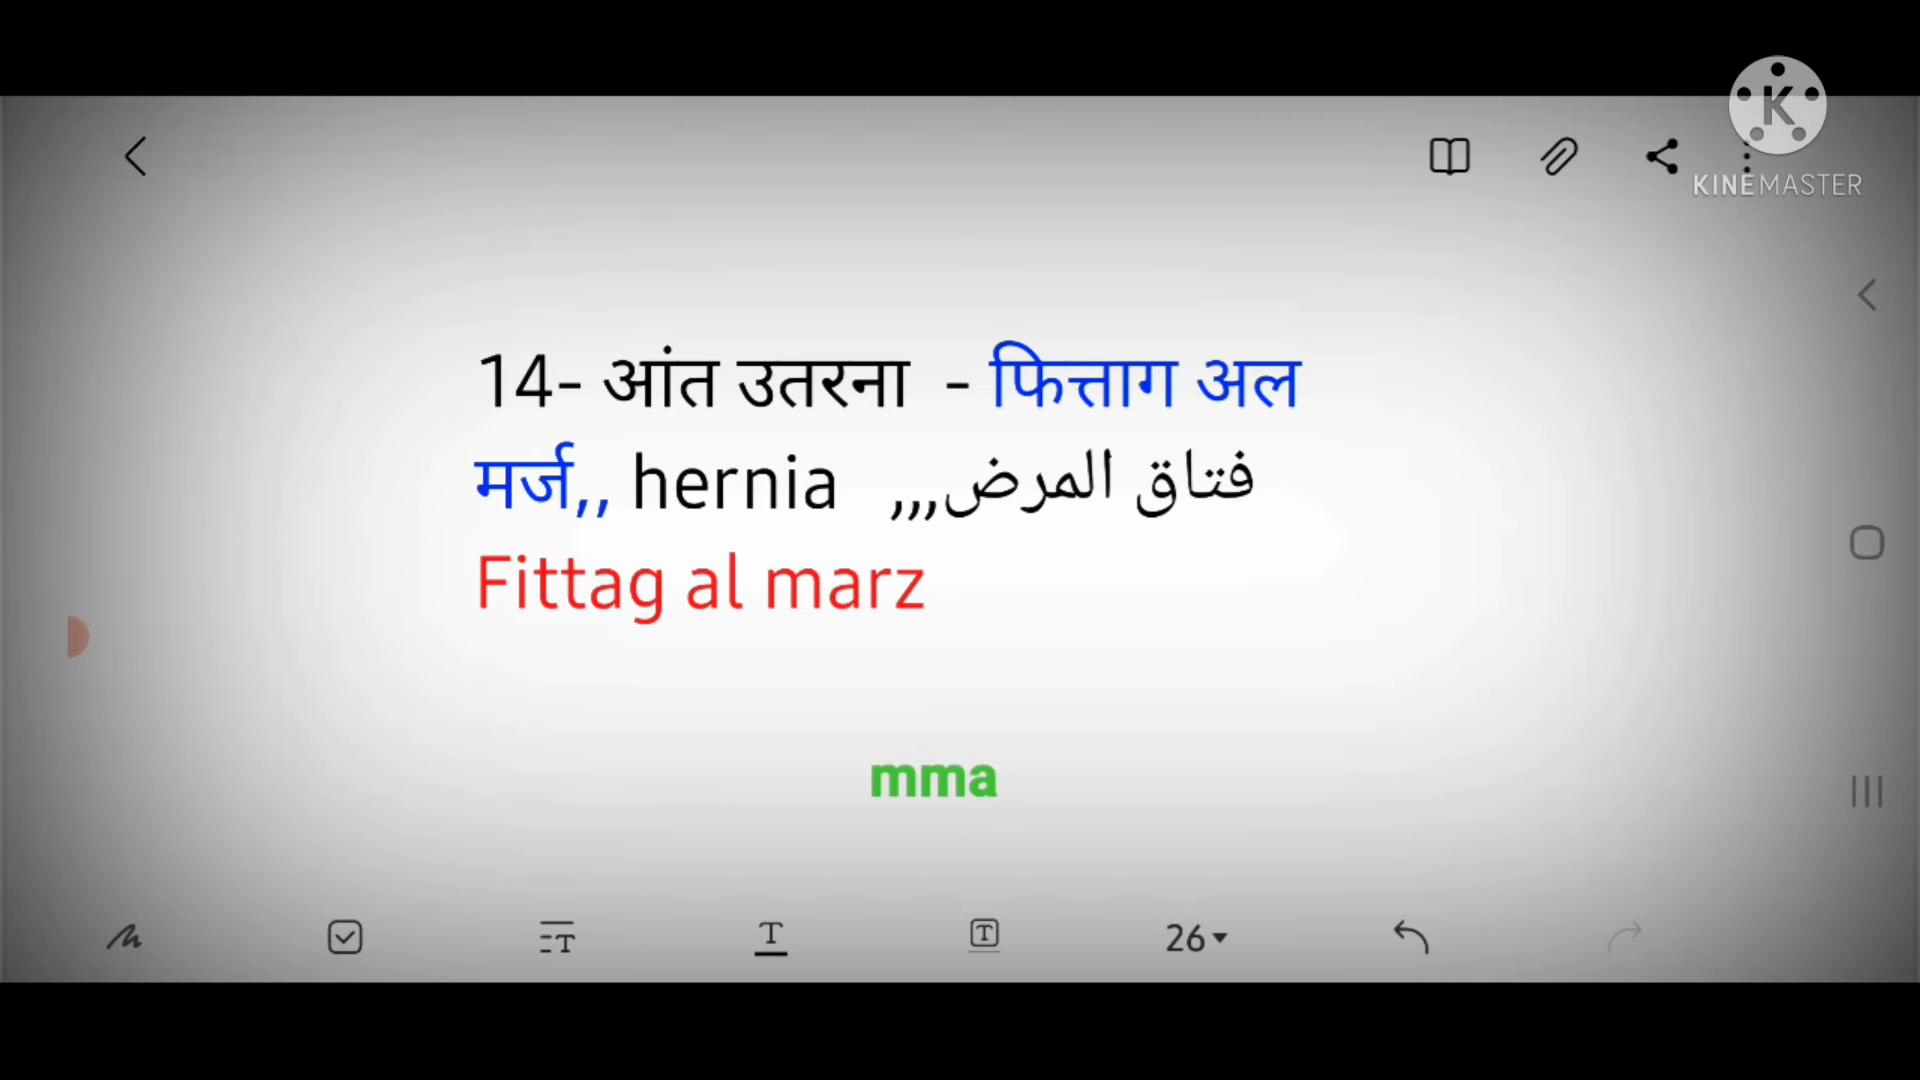 K
KINEMASTER
14- आंत उतरना - फित्ताग अल
मर्ज,, hernia فتاق المرض,,,
Fittag al marz
mma
T
T
T
26